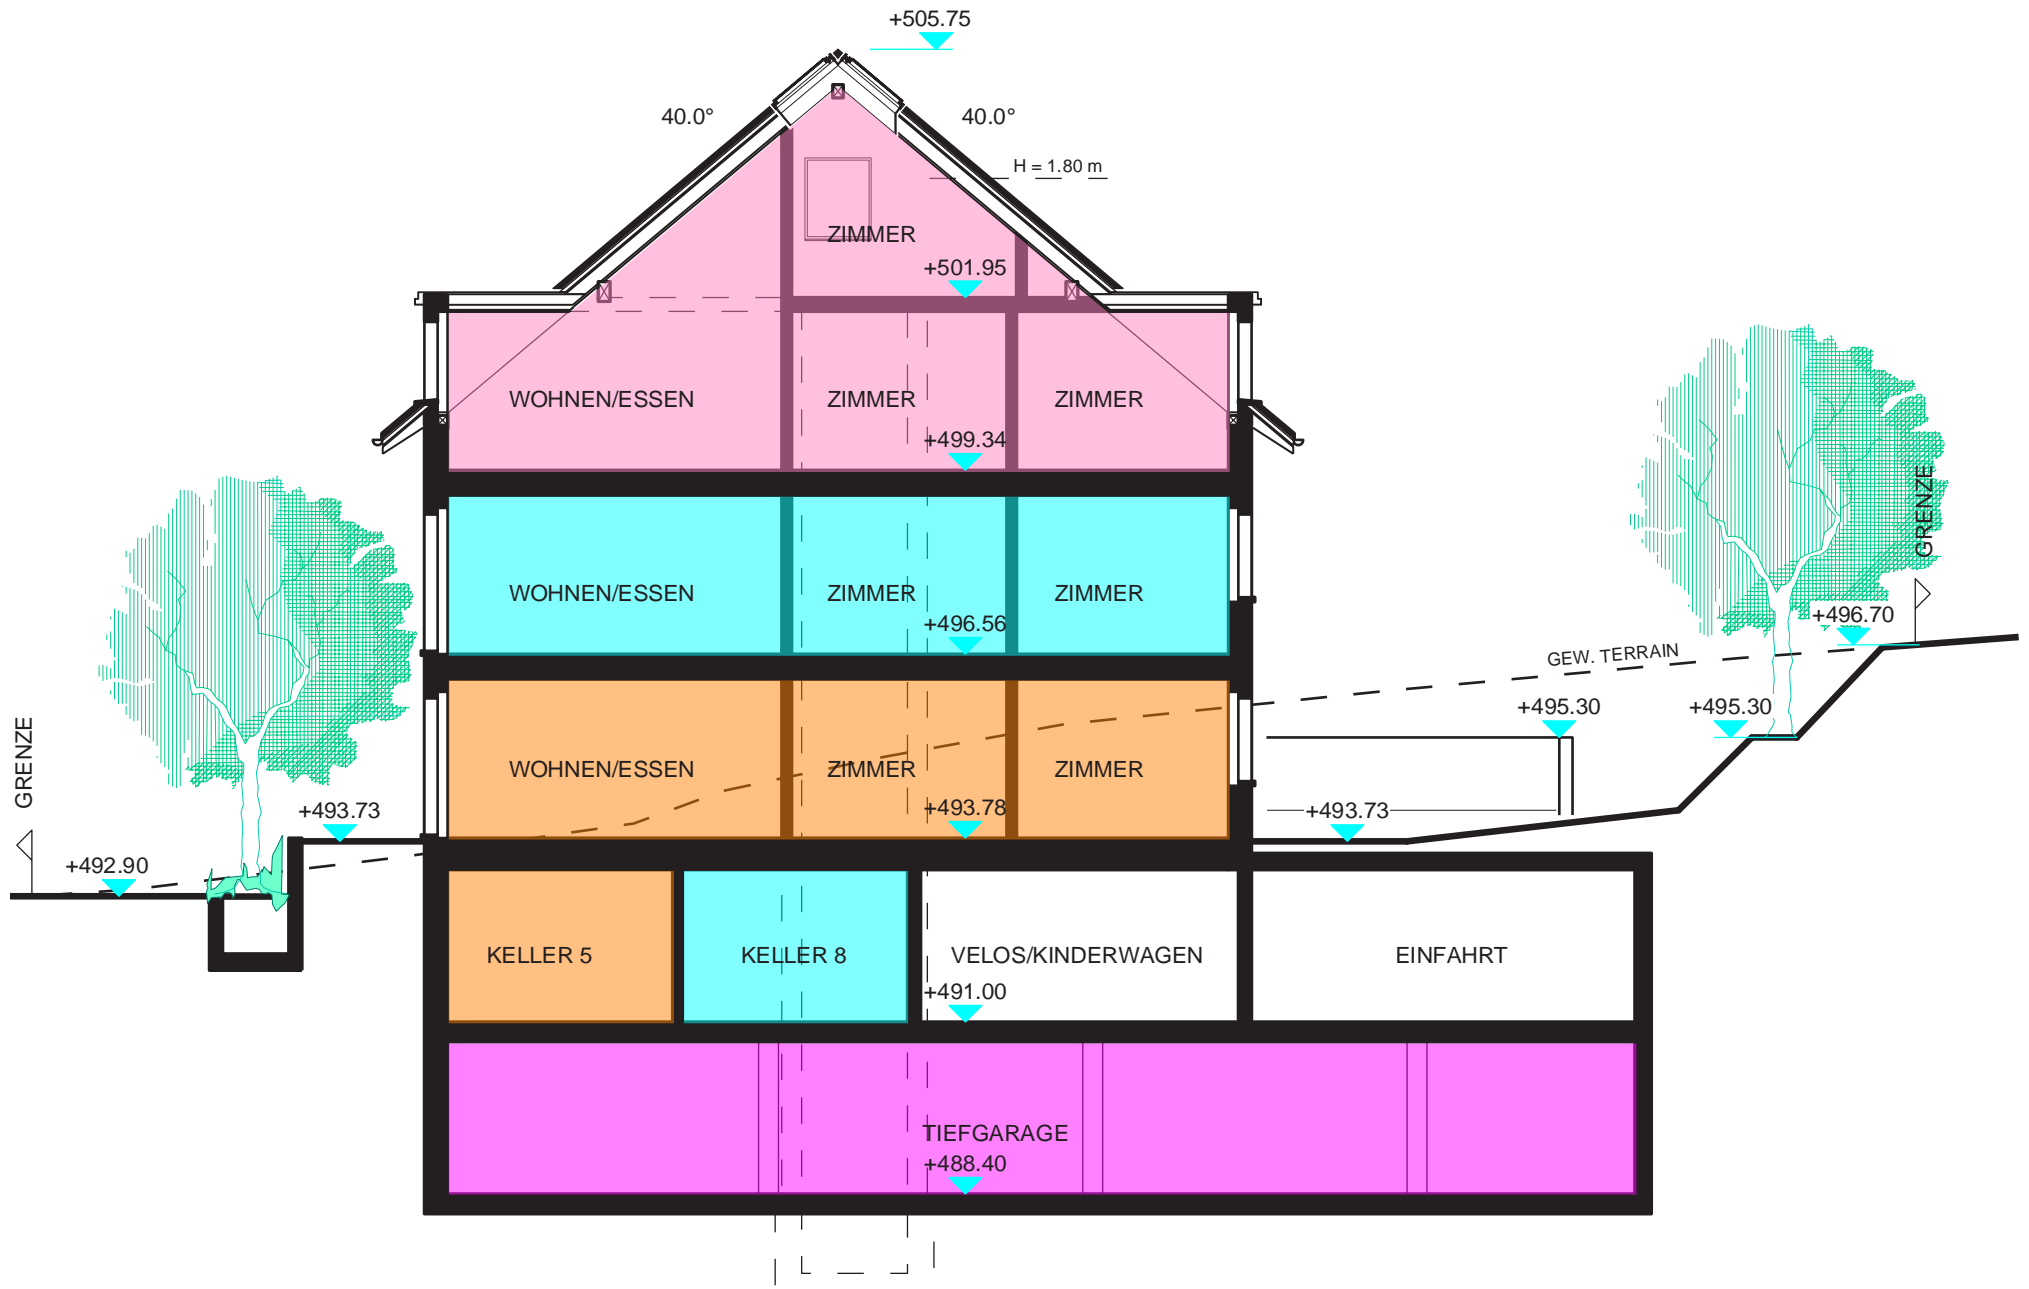 +505.75
40.0°
40.0°
H = 1.80 m
ZIMMER
+501.95
WOHNEN/ESSEN
ZIMMER
ZIMMER
+499.34
WOHNEN/ESSEN
ZIMMER
ZIMMER
+496.56
GRENZE
+496.70
GEW. TERRAIN
+495.30
+495.30
GRENZE
WOHNEN/ESSEN
ZIMMER
ZIMMER
+493.73
+493.78
+493.73
+492.90
KELLER 5
KELLER 8
VELOS/KINDERWAGEN
EINFAHRT
+491.00
TIEFGARAGE
+488.40